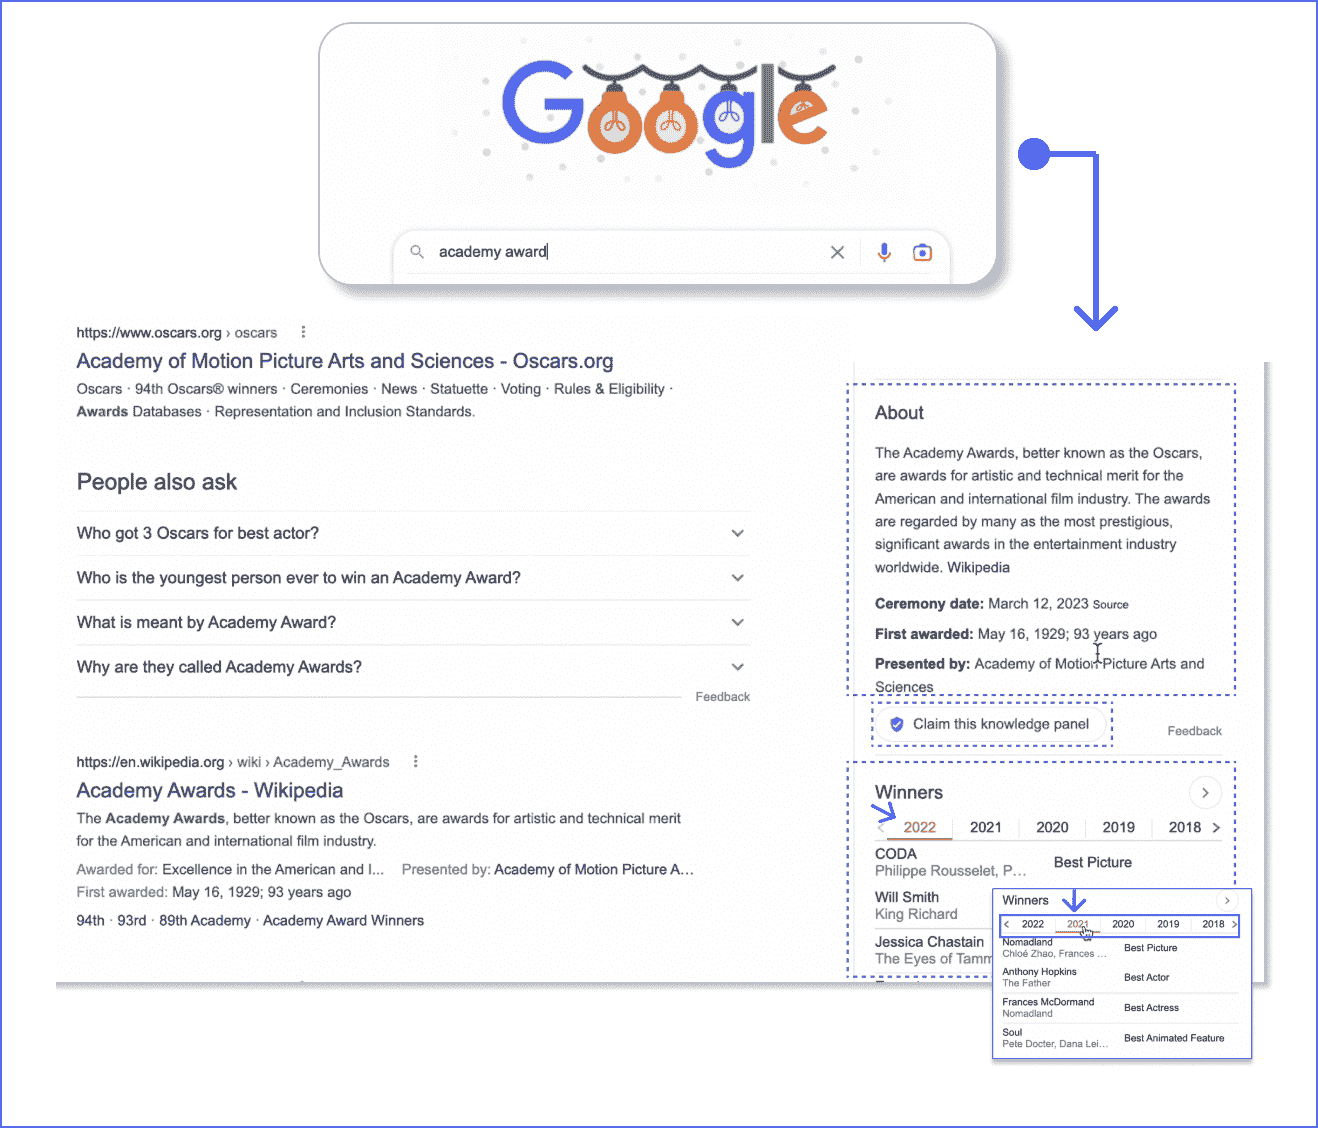 Google
academy award
https://www.oscars.org › oscars
Academy of Motion Picture Arts and Sciences - Oscars.org
Oscars · 94th Oscars® winners · Ceremonies · News · Statuette · Voting · Rules & Eligibility ·
Awards Databases · Representation and Inclusion Standards.
People also ask
Who got 3 Oscars for best actor?
Who is the youngest person ever to win an Academy Award?
What is meant by Academy Award?
Why are they called Academy Awards?
Feedback
https://en.wikipedia.org › wiki › Academy_Awards
Academy Awards - Wikipedia
The Academy Awards, better known as the Oscars, are awards for artistic and technical merit
for the American and international film industry.
Awarded for: Excellence in the American and I... Presented by: Academy of Motion Picture A...
First awarded: May 16, 1929; 93 years ago
94th · 93rd · 89th Academy · Academy Award Winners
About
The Academy Awards, better known as the Oscars,
are awards for artistic and technical merit for the
American and international film industry. The awards
are regarded by many as the most prestigious,
significant awards in the entertainment industry
worldwide. Wikipedia
Ceremony date: March 12, 2023 Source
First awarded: May 16, 1929; 93 years ago
Presented by: Academy of Motion Picture Arts and
Sciences
Claim this knowledge panel
Feedback
Winners
2022 2021 2020 2019 2018
CODA
Philippe Rousselet, P...
Best Picture
Will Smith
King Richard
Jessica Chastain
The Eyes of Tamm
Winners
2022 2021 2020 2019 2018
Nomadland
Chloé Zhao, Frances ...
Best Picture
Anthony Hopkins
The Father
Best Actor
Frances McDormand
Nomadland
Best Actress
Soul
Pete Docter, Dana Lei...
Best Animated Feature